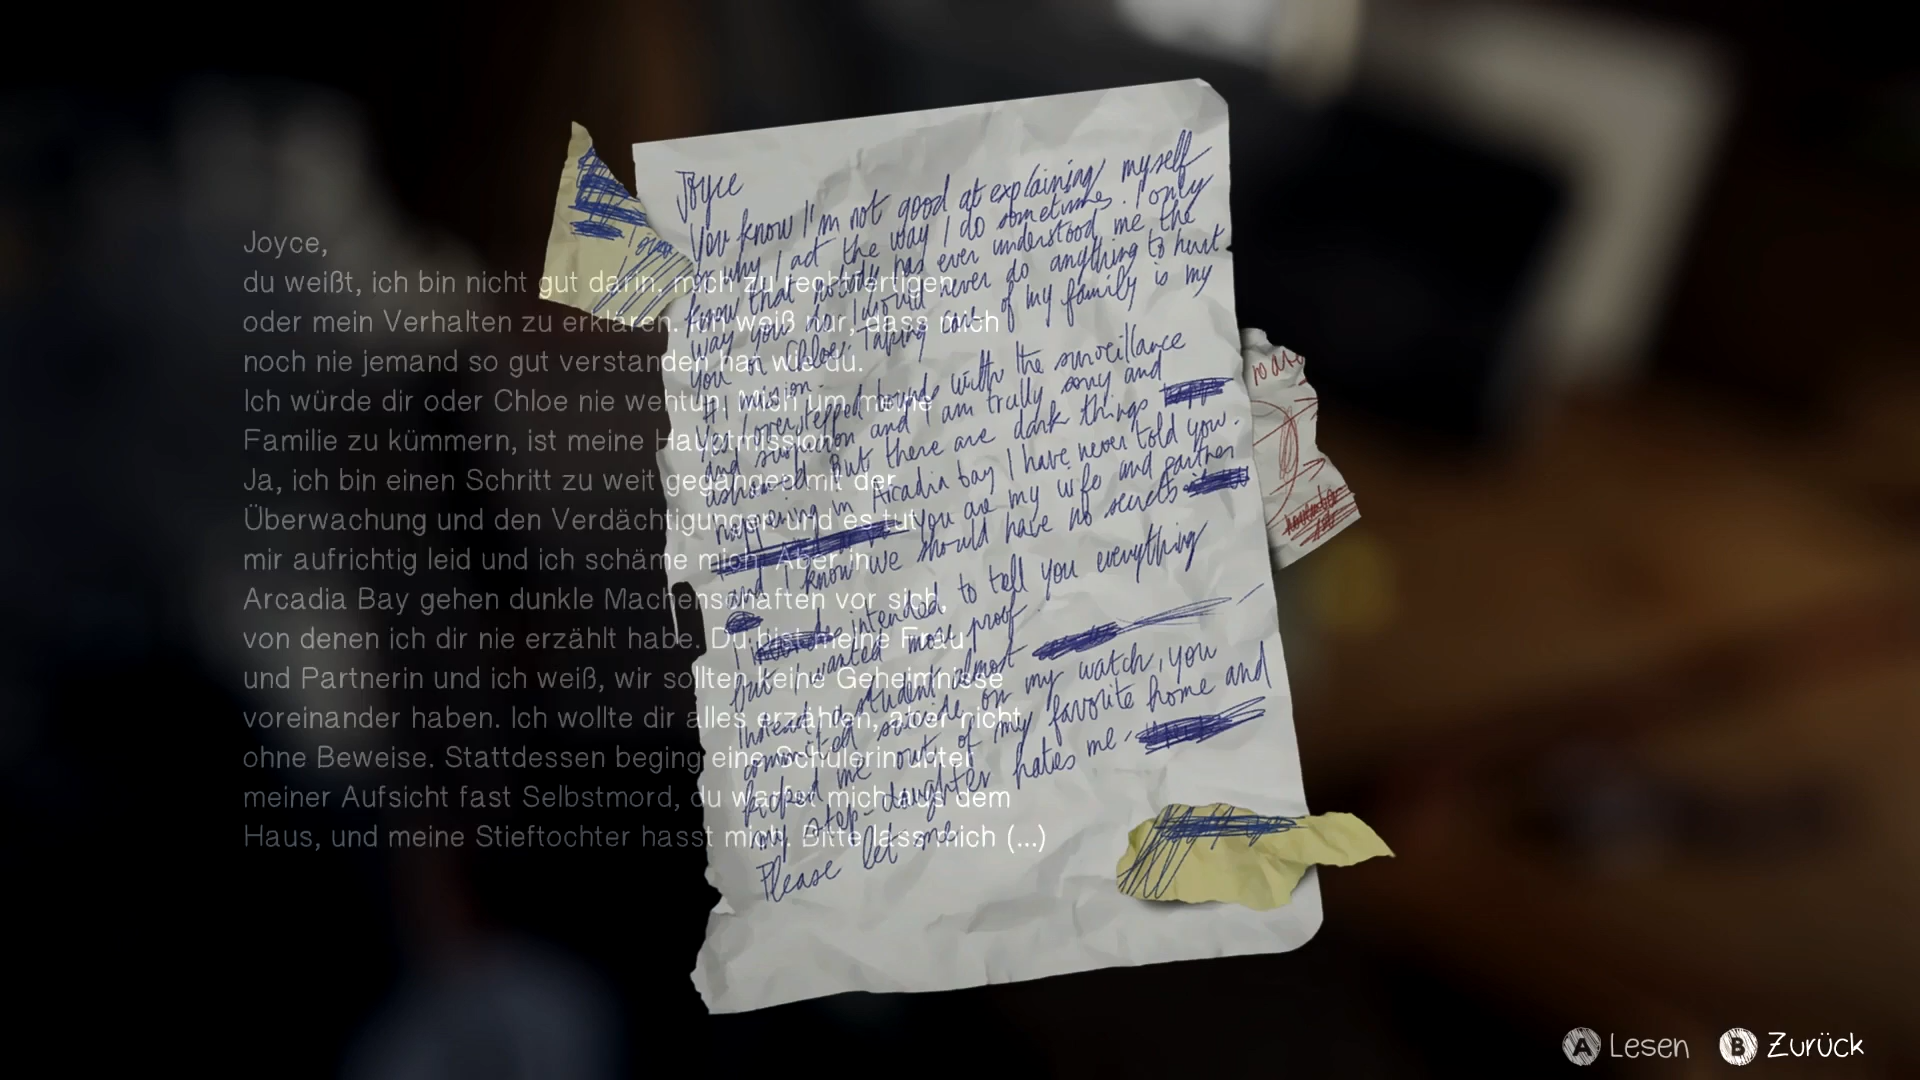 Joyce,
du weißt, ich bin nicht gut darin, mich zu rechtfertigen
oder mein Verhalten zu erklären. Ich weiß nur, dass mich
noch nie jemand so gut verstanden hat wie du.
Ich würde dir oder Chloe nie wehtun. Mich um meine
Familie zu kümmern, ist meine Hauptmission.
Ja, ich bin einen Schritt zu weit gegangen mit der
Überwachung und den Verdächtigungen und es tut
mir aufrichtig leid und ich schäme mich. Aber in
Arcadia Bay gehen dunkle Machenschaften vor sich,
von denen ich dir nie erzählt habe. Du bist meine Frau
und Partnerin und ich weiß, wir sollten keine Geheimnisse
voreinander haben. Ich wollte dir alles erzählen, aber nicht
ohne Beweise. Stattdessen beging eine Schülerin unter
meiner Aufsicht fast Selbstmord, du warfst mich aus dem
Haus, und meine Stieftochter hasst mich. Bitte lass mich (...)
Joyce
You know I'm not good at explaining myself
or why I act the way I do sometimes. I only
know that nobody has ever understood me the
way you do. I would never do anything to hurt
you or Chloe. Taking care of my family is my
#1 mission.
Yes I overstepped bounds with the surveillance
and suspicion and I am trully sorry and
ashamed. But there are dark things
happening in Arcadia bay I have never told you.
You are my wife and partner
and I know we should have no secrets
I intended to tell you everything
but I wanted more proof
Instead, a student almost
commited suicide on my watch, you
kicked me out of my favorite home and
my step-daughter hates me.
Please let me
I guess
A Lesen
B Zurück